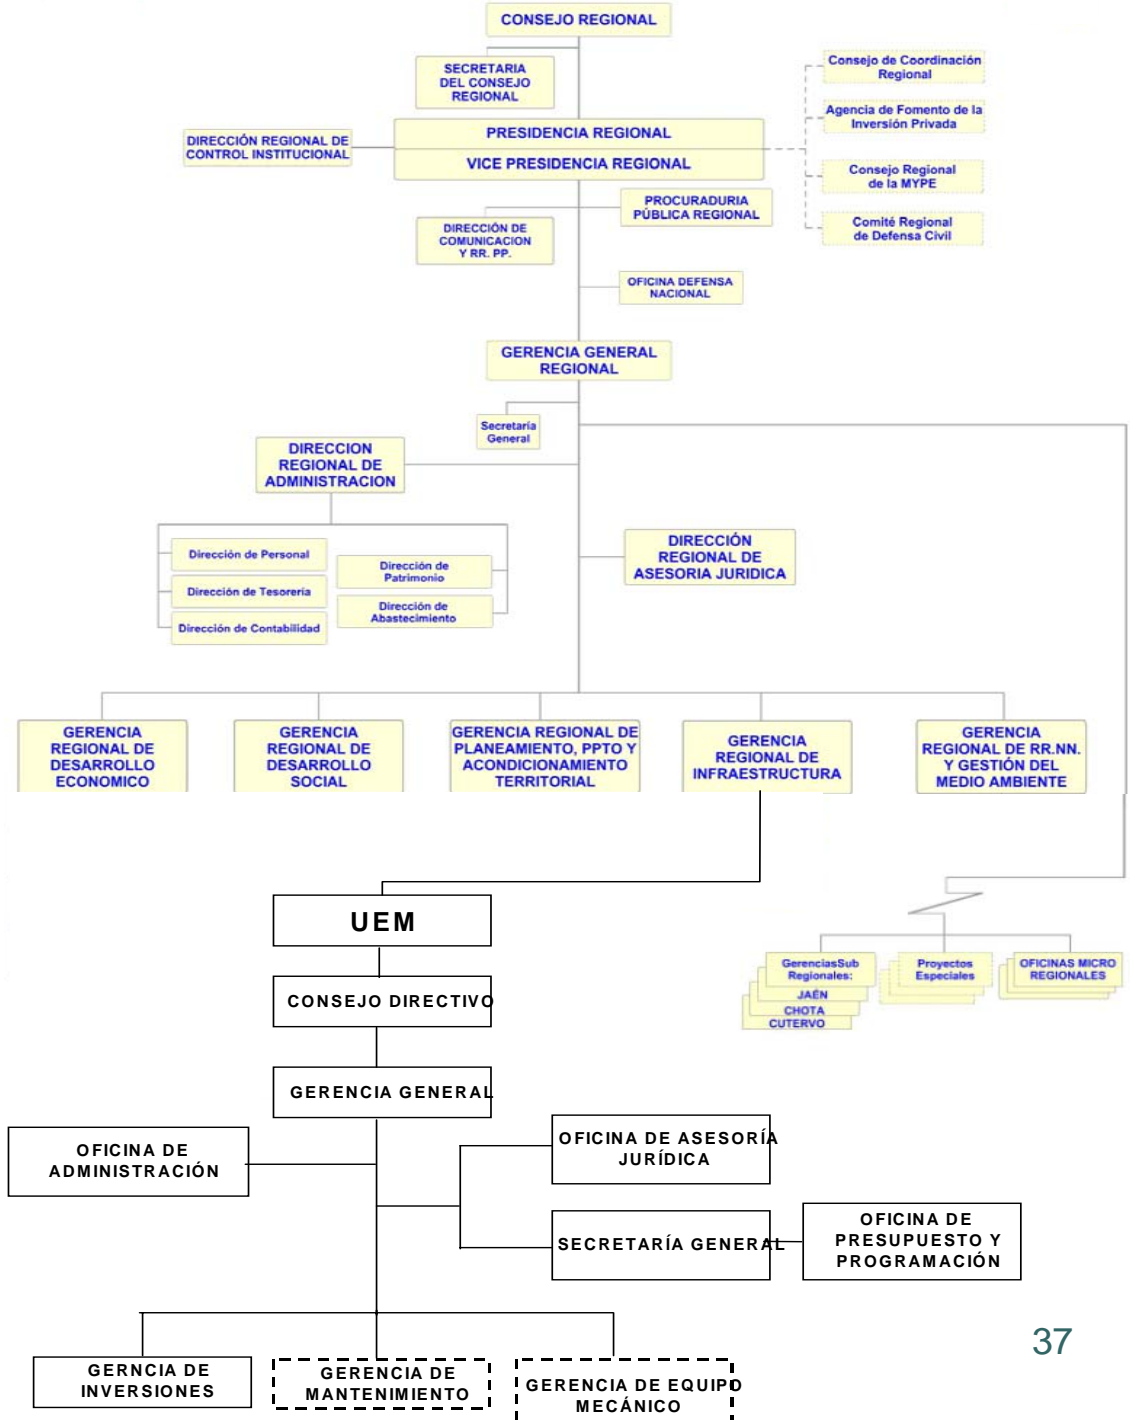 CONSEJO REGIONAL
SECRETARIA
DEL CONSEJO
REGIONAL
Consejo de Coordinación
Regional
Agencia de Fomento de la
Inversión Privada
DIRECCIÓN REGIONAL DE
CONTROL INSTITUCIONAL
PRESIDENCIA REGIONAL
VICE PRESIDENCIA REGIONAL
Consejo Regional
de la MYPE
Comité Regional
de Defensa Civil
PROCURADURIA
PÚBLICA REGIONAL
DIRECCIÓN DE
COMUNICACION
Y RR. PP.
OFICINA DEFENSA
NACIONAL
GERENCIA GENERAL
REGIONAL
Secretaría
General
DIRECCION
REGIONAL DE
ADMINISTRACION
Dirección de Personal
Dirección de Tesorería
Dirección de Contabilidad
Dirección de
Patrimonio
Dirección de
Abastecimiento
DIRECCIÓN
REGIONAL DE
ASESORIA JURIDICA
GERENCIA
REGIONAL DE
DESARROLLO
ECONOMICO
GERENCIA
REGIONAL DE
DESARROLLO
SOCIAL
GERENCIA REGIONAL DE
PLANEAMIENTO, PPTO Y
ACONDICIONAMIENTO
TERRITORIAL
GERENCIA
REGIONAL DE
INFRAESTRUCTURA
GERENCIA
REGIONAL DE RR.NN.
Y GESTIÓN DEL
MEDIO AMBIENTE
GerenciasSub
Regionales:
JAÉN
CHOTA
CUTERVO
Proyectos
Especiales
OFICINAS MICRO
REGIONALES
UEM
CONSEJO DIRECTIVO
GERENCIA GENERAL
OFICINA DE
ADMINISTRACIÓN
OFICINA DE ASESORÍA
JURÍDICA
SECRETARÍA GENERAL
OFICINA DE
PRESUPUESTO Y
PROGRAMACIÓN
GERNCIA DE
INVERSIONES
GERENCIA DE
MANTENIMIENTO
GERENCIA DE EQUIPO
MECÁNICO
37